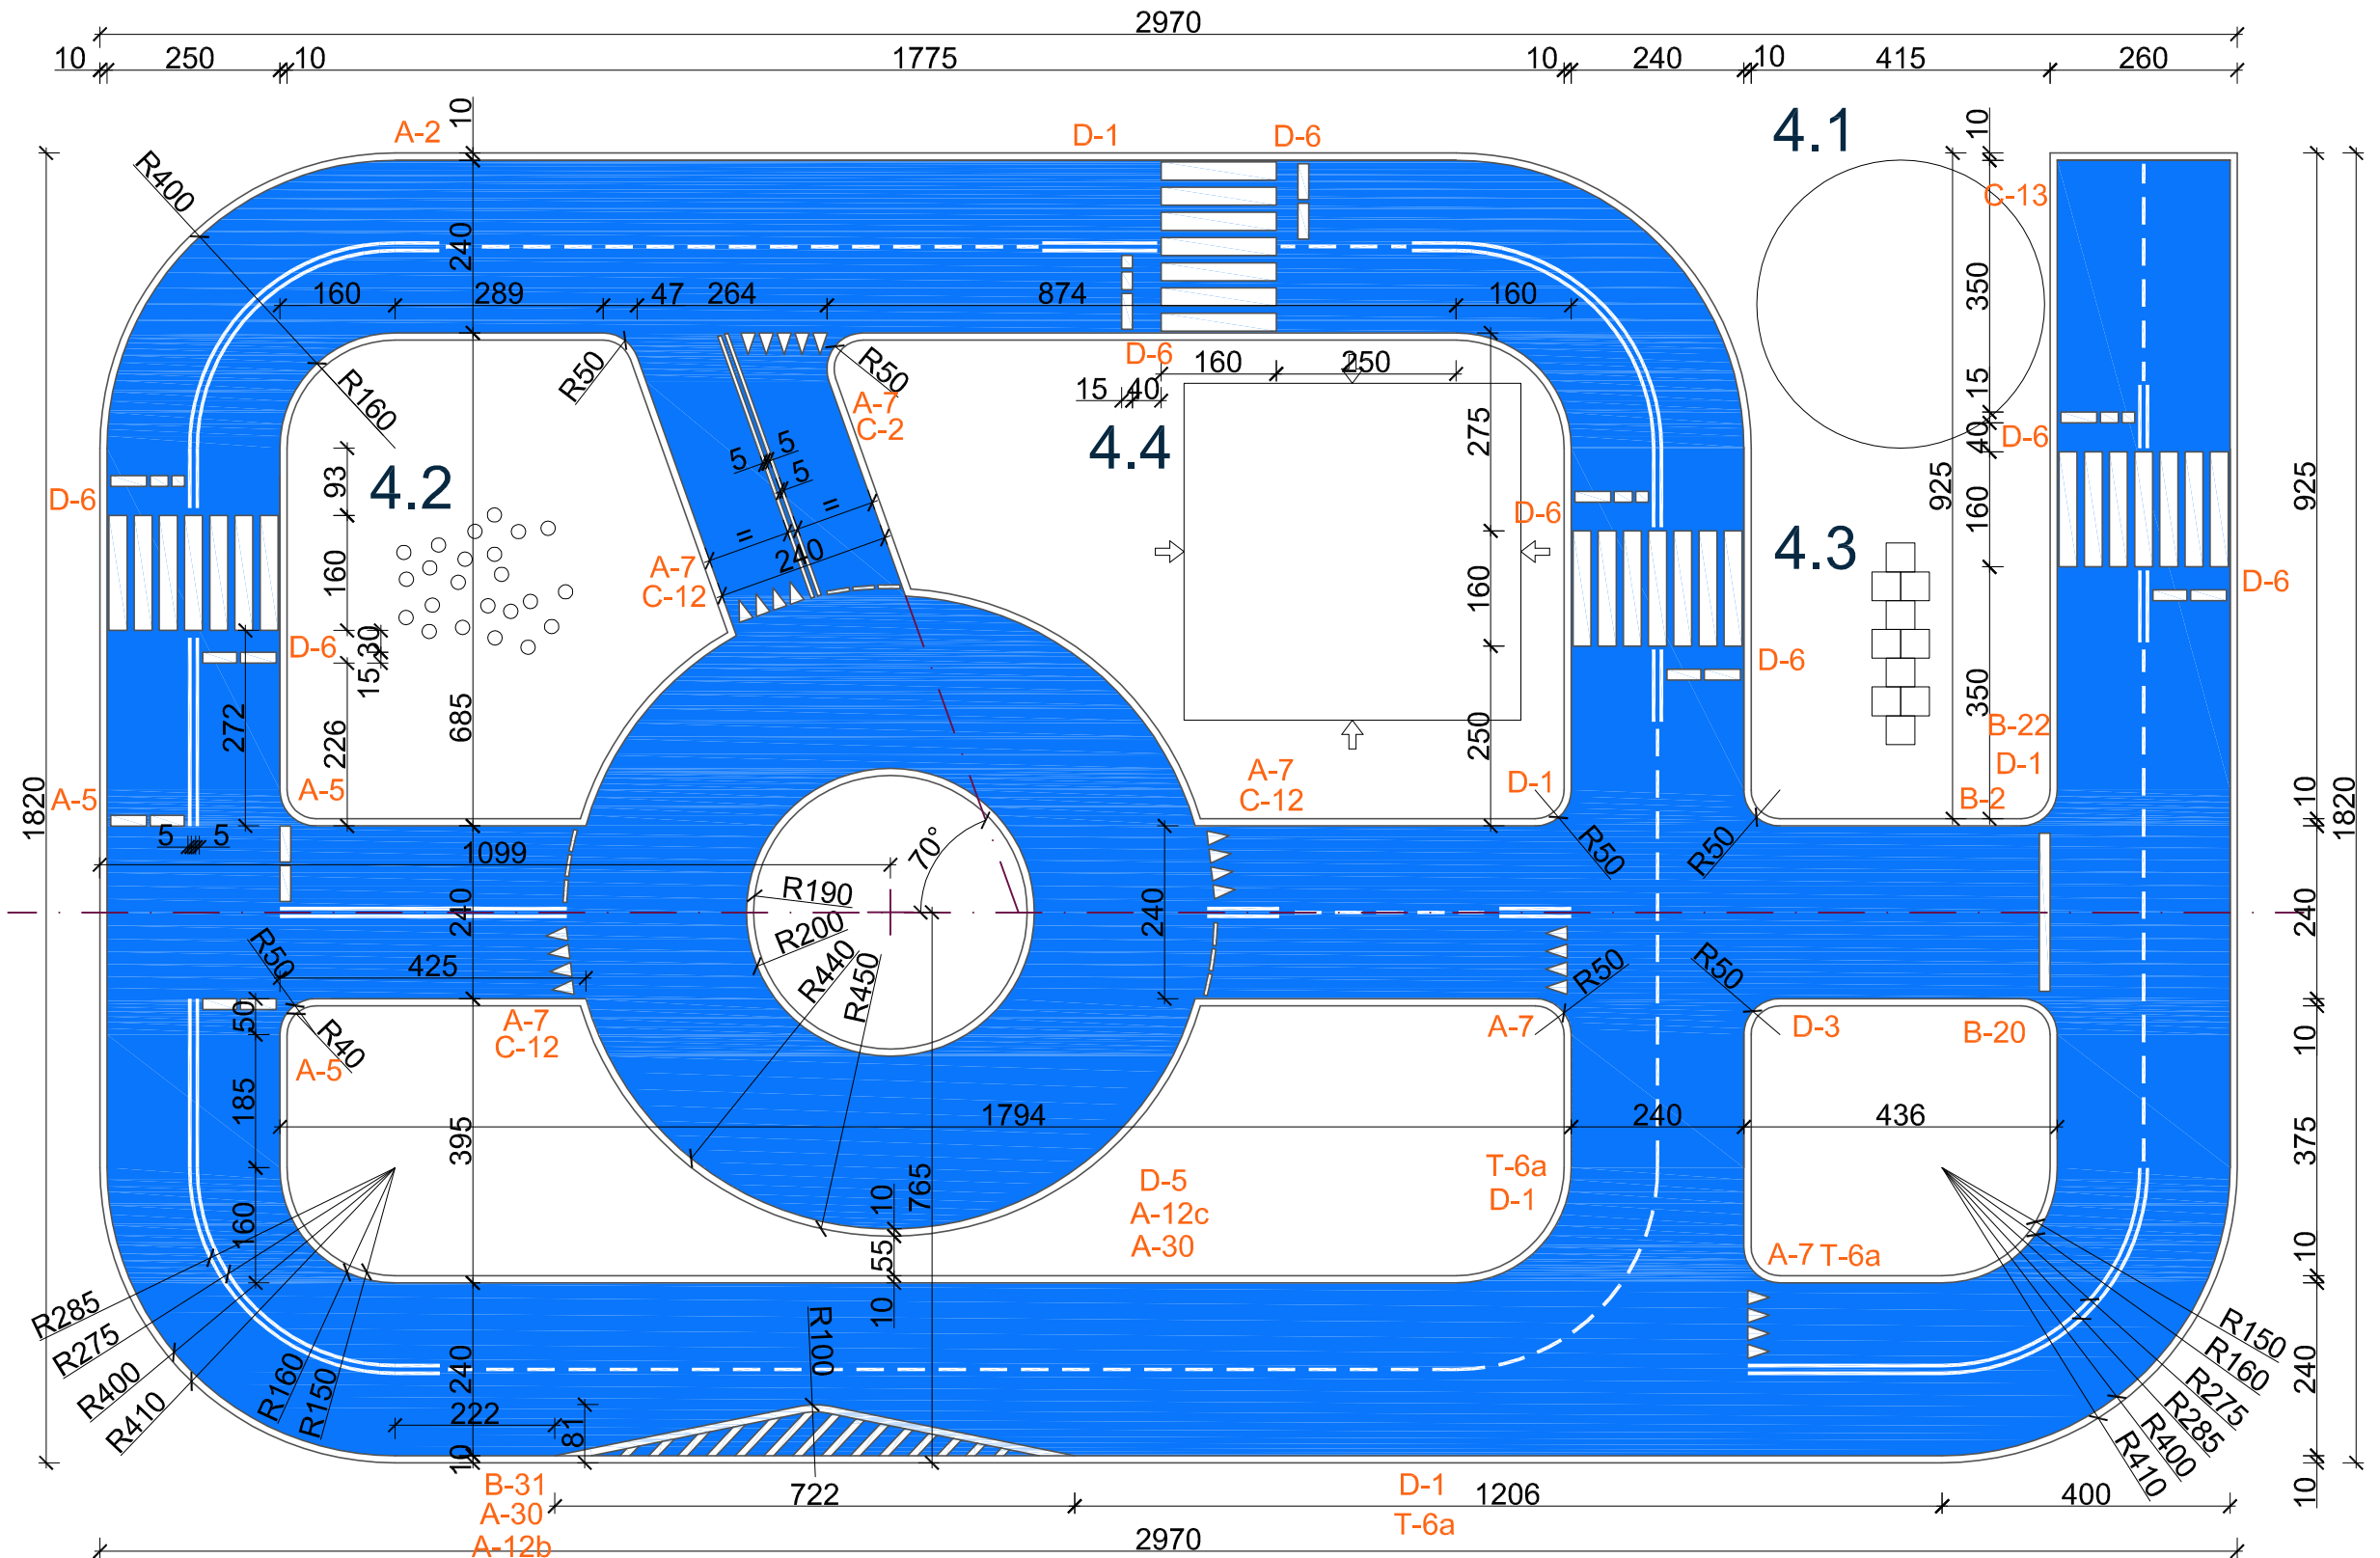 2970
10 250 10 1775 10 240 10 415 260
A-2 D-1 D-6 4.1
10 10
R400
C-13
240
160 289 47 264 874 160
350
R50 R50
D-6
160 250
15 40
R160
A-7
C-2
275
15
4.2 4.4
D-6
40
D-6
93
5 5
5
925 925
D-6
160
4.3
160
= =
240
A-7
C-12
160
D-6
D-6
30
D-6
15
272
226
685
250
350
B-22
D-1
A-7
C-12
D-1
B-2
A-5
A-5
10
1820 1820
5 5
1099
70°
R50 R50
R190
240
R200
240
240
R50
425
R440
R450
R50
R50
50
R40
A-7
C-12
A-7
D-3
B-20
10
A-5
185
395
1794 240 436
375
765
160
10
55
10
D-5
A-12c
A-30
T-6a
D-1
A-7 T-6a
10
R285
R275
R400
R410
R160
R150
240
R100
R150
R160
R275
R285
R400
R410
240
222
81
10
10
B-31
A-30
A-12b
722
D-1
T-6a
1206 400
2970